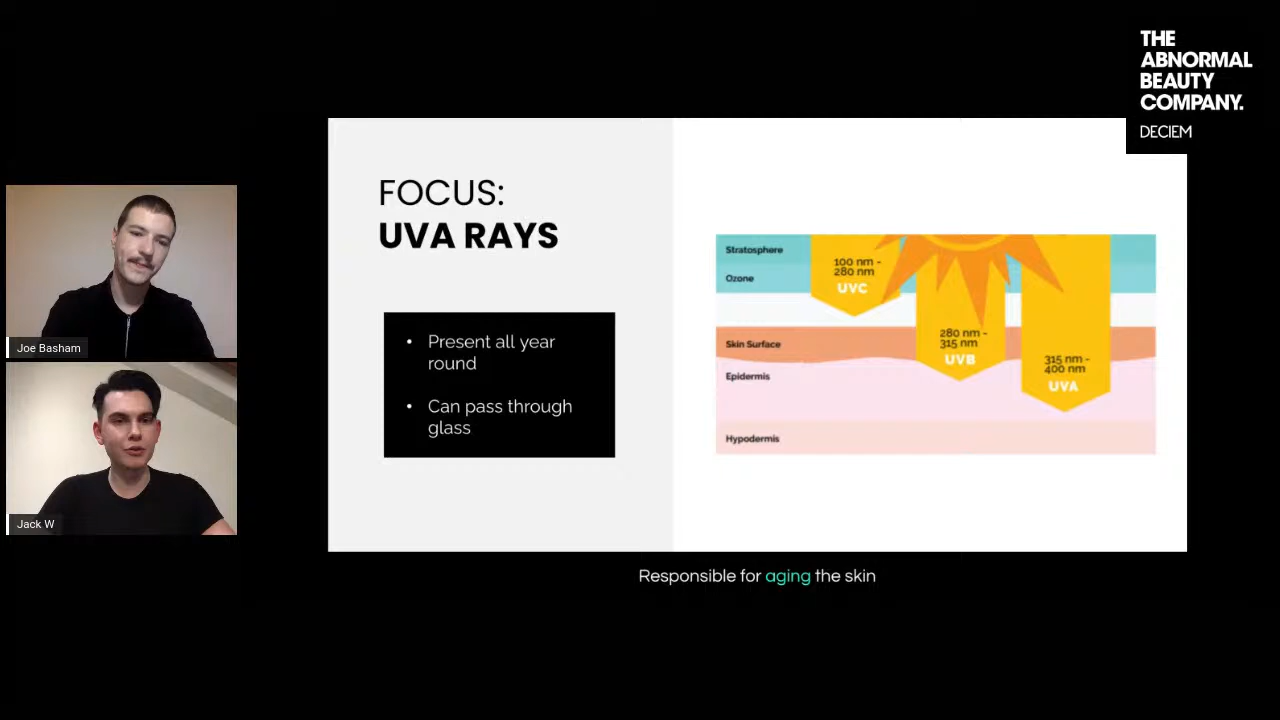 THE
ABNORMAL
BEAUTY
COMPANY.
DECIEM
FOCUS:
UVA RAYS
• Present all year
round
• Can pass through
glass
Stratosphere
Ozone
100 nm -
280 nm
UVC
Skin Surface
280 nm -
315 nm
UVB
Epidermis
315 nm -
400 nm
UVA
Hypodermis
Joe Basham
Jack W
Responsible for aging the skin